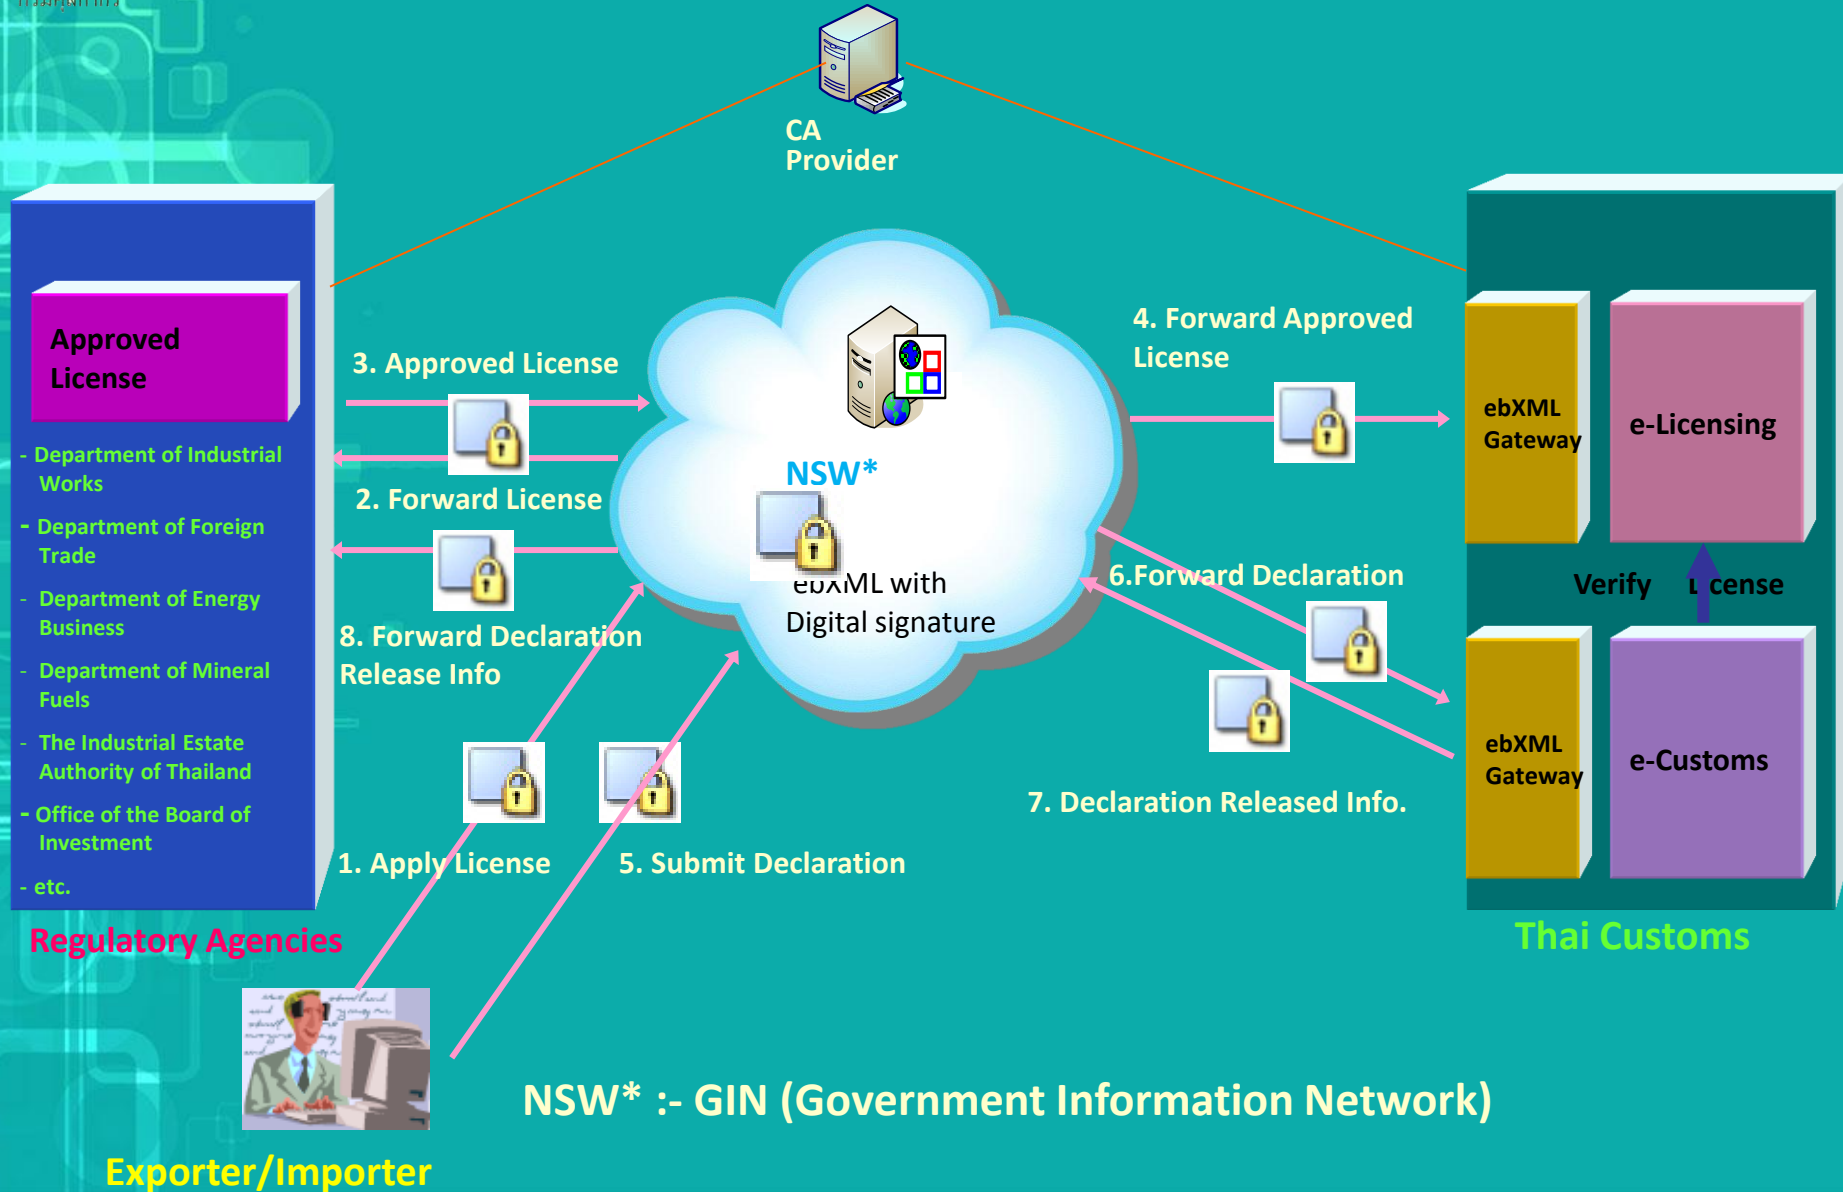 CA
Provider
Approved
License
- Department of Industrial
Works
- Department of Foreign
Trade
- Department of Energy
Business
- Department of Mineral
Fuels
- The Industrial Estate
Authority of Thailand
- Office of the Board of
Investment
- etc.
Regulatory Agencies
3. Approved License
2. Forward License
8. Forward Declaration
Release Info
1. Apply License
5. Submit Declaration
NSW*
ebXML with
Digital signature
4. Forward Approved
License
6.Forward Declaration
7. Declaration Released Info.
ebXML
Gateway
e-Licensing
Verify License
ebXML
Gateway
e-Customs
Thai Customs
Exporter/Importer
NSW* :- GIN (Government Information Network)